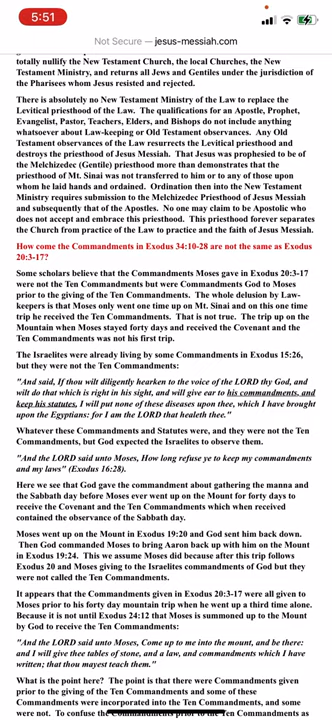 5:51
Not Secure — jesus-messiah.com
totally nullify the New Testament Church, the local Churches, the New
Testament Ministry, and returns all Jews and Gentiles under the jurisdiction of
the Pharisees whom Jesus resisted and rejected.
There is absolutely no New Testament Ministry of the Law to replace the
Levitical priesthood of the Law. The qualifications for an Apostle, Prophet,
Evangelist, Pastor, Teachers, Elders, and Bishops do not include anything
whatsoever about Law-keeping or Old Testament observances. Any Old
Testament observances of the Law resurrects the Levitical priesthood and
destroys the priesthood of Jesus Messiah. That Jesus was prophesied to be of
the Melchizedec (Gentile) priesthood more than demonstrates that the
priesthood of Mt. Sinai was not transferred to him or to any of those upon
whom he laid hands and ordained. Ordination then into the New Testament
Ministry requires submission to the Melchizedec Priesthood of Jesus Messiah
and subsequently that of the Apostles. No one may claim to be Apostolic who
does not accept and embrace this priesthood. This priesthood forever separates
the Church from practice of the Law to practice and the faith of Jesus Messiah.
How come the Commandments in Exodus 34:10-28 are not the same as Exodus
20:3-17?
Some scholars believe that the Commandments Moses gave in Exodus 20:3-17
were not the Ten Commandments but were Commandments God to Moses
prior to the giving of the Ten Commandments. The whole delusion by Law-
keepers is that Moses only went one time up on Mt. Sinai and on this one time
trip he received the Ten Commandments. That is not true. The trip up on the
Mountain when Moses stayed forty days and received the Covenant and the
Ten Commandments was not his first trip.
The Israelites were already living by some Commandments in Exodus 15:26,
but they were not the Ten Commandments:
"And said, If thou wilt diligently hearken to the voice of the LORD thy God, and
wilt do that which is right in his sight, and will give ear to his commandments, and
keep his statutes, I will put none of these diseases upon thee, which I have brought
upon the Egyptians: for I am the LORD that healeth thee."
Whatever these Commandments and Statutes were, and they were not the Ten
Commandments, but God expected the Israelites to observe them.
"And the LORD said unto Moses, How long refuse ye to keep my commandments
and my laws" (Exodus 16:28).
Here we see that God gave the commandment about gathering the manna and
the Sabbath day before Moses ever went up on the Mount for forty days to
receive the Covenant and the Ten Commandments which when received
contained the observance of the Sabbath day.
Moses went up on the Mount in Exodus 19:20 and God sent him back down.
Then God commanded Moses to bring Aaron back up with him on the Mount
in Exodus 19:24. This we assume Moses did because after this trip follows
Exodus 20 and Moses giving to the Israelites commandments of God but they
were not called the Ten Commandments.
It appears that the Commandments given in Exodus 20:3-17 were all given to
Moses prior to his forty day mountain trip when he went up a third time alone.
Because it is not until Exodus 24:12 that Moses is summoned up to the Mount
by God to receive the Ten Commandments:
"And the LORD said unto Moses, Come up to me into the mount, and be there:
and I will give thee tables of stone, and a law, and commandments which I have
written; that thou mayest teach them."
What is the point here? The point is that there were Commandments given
prior to the giving of the Ten Commandments and some of these
Commandments were incorporated into the Ten Commandments, and some
were not. To confuse the Commandments prior to the Ten Commandments as